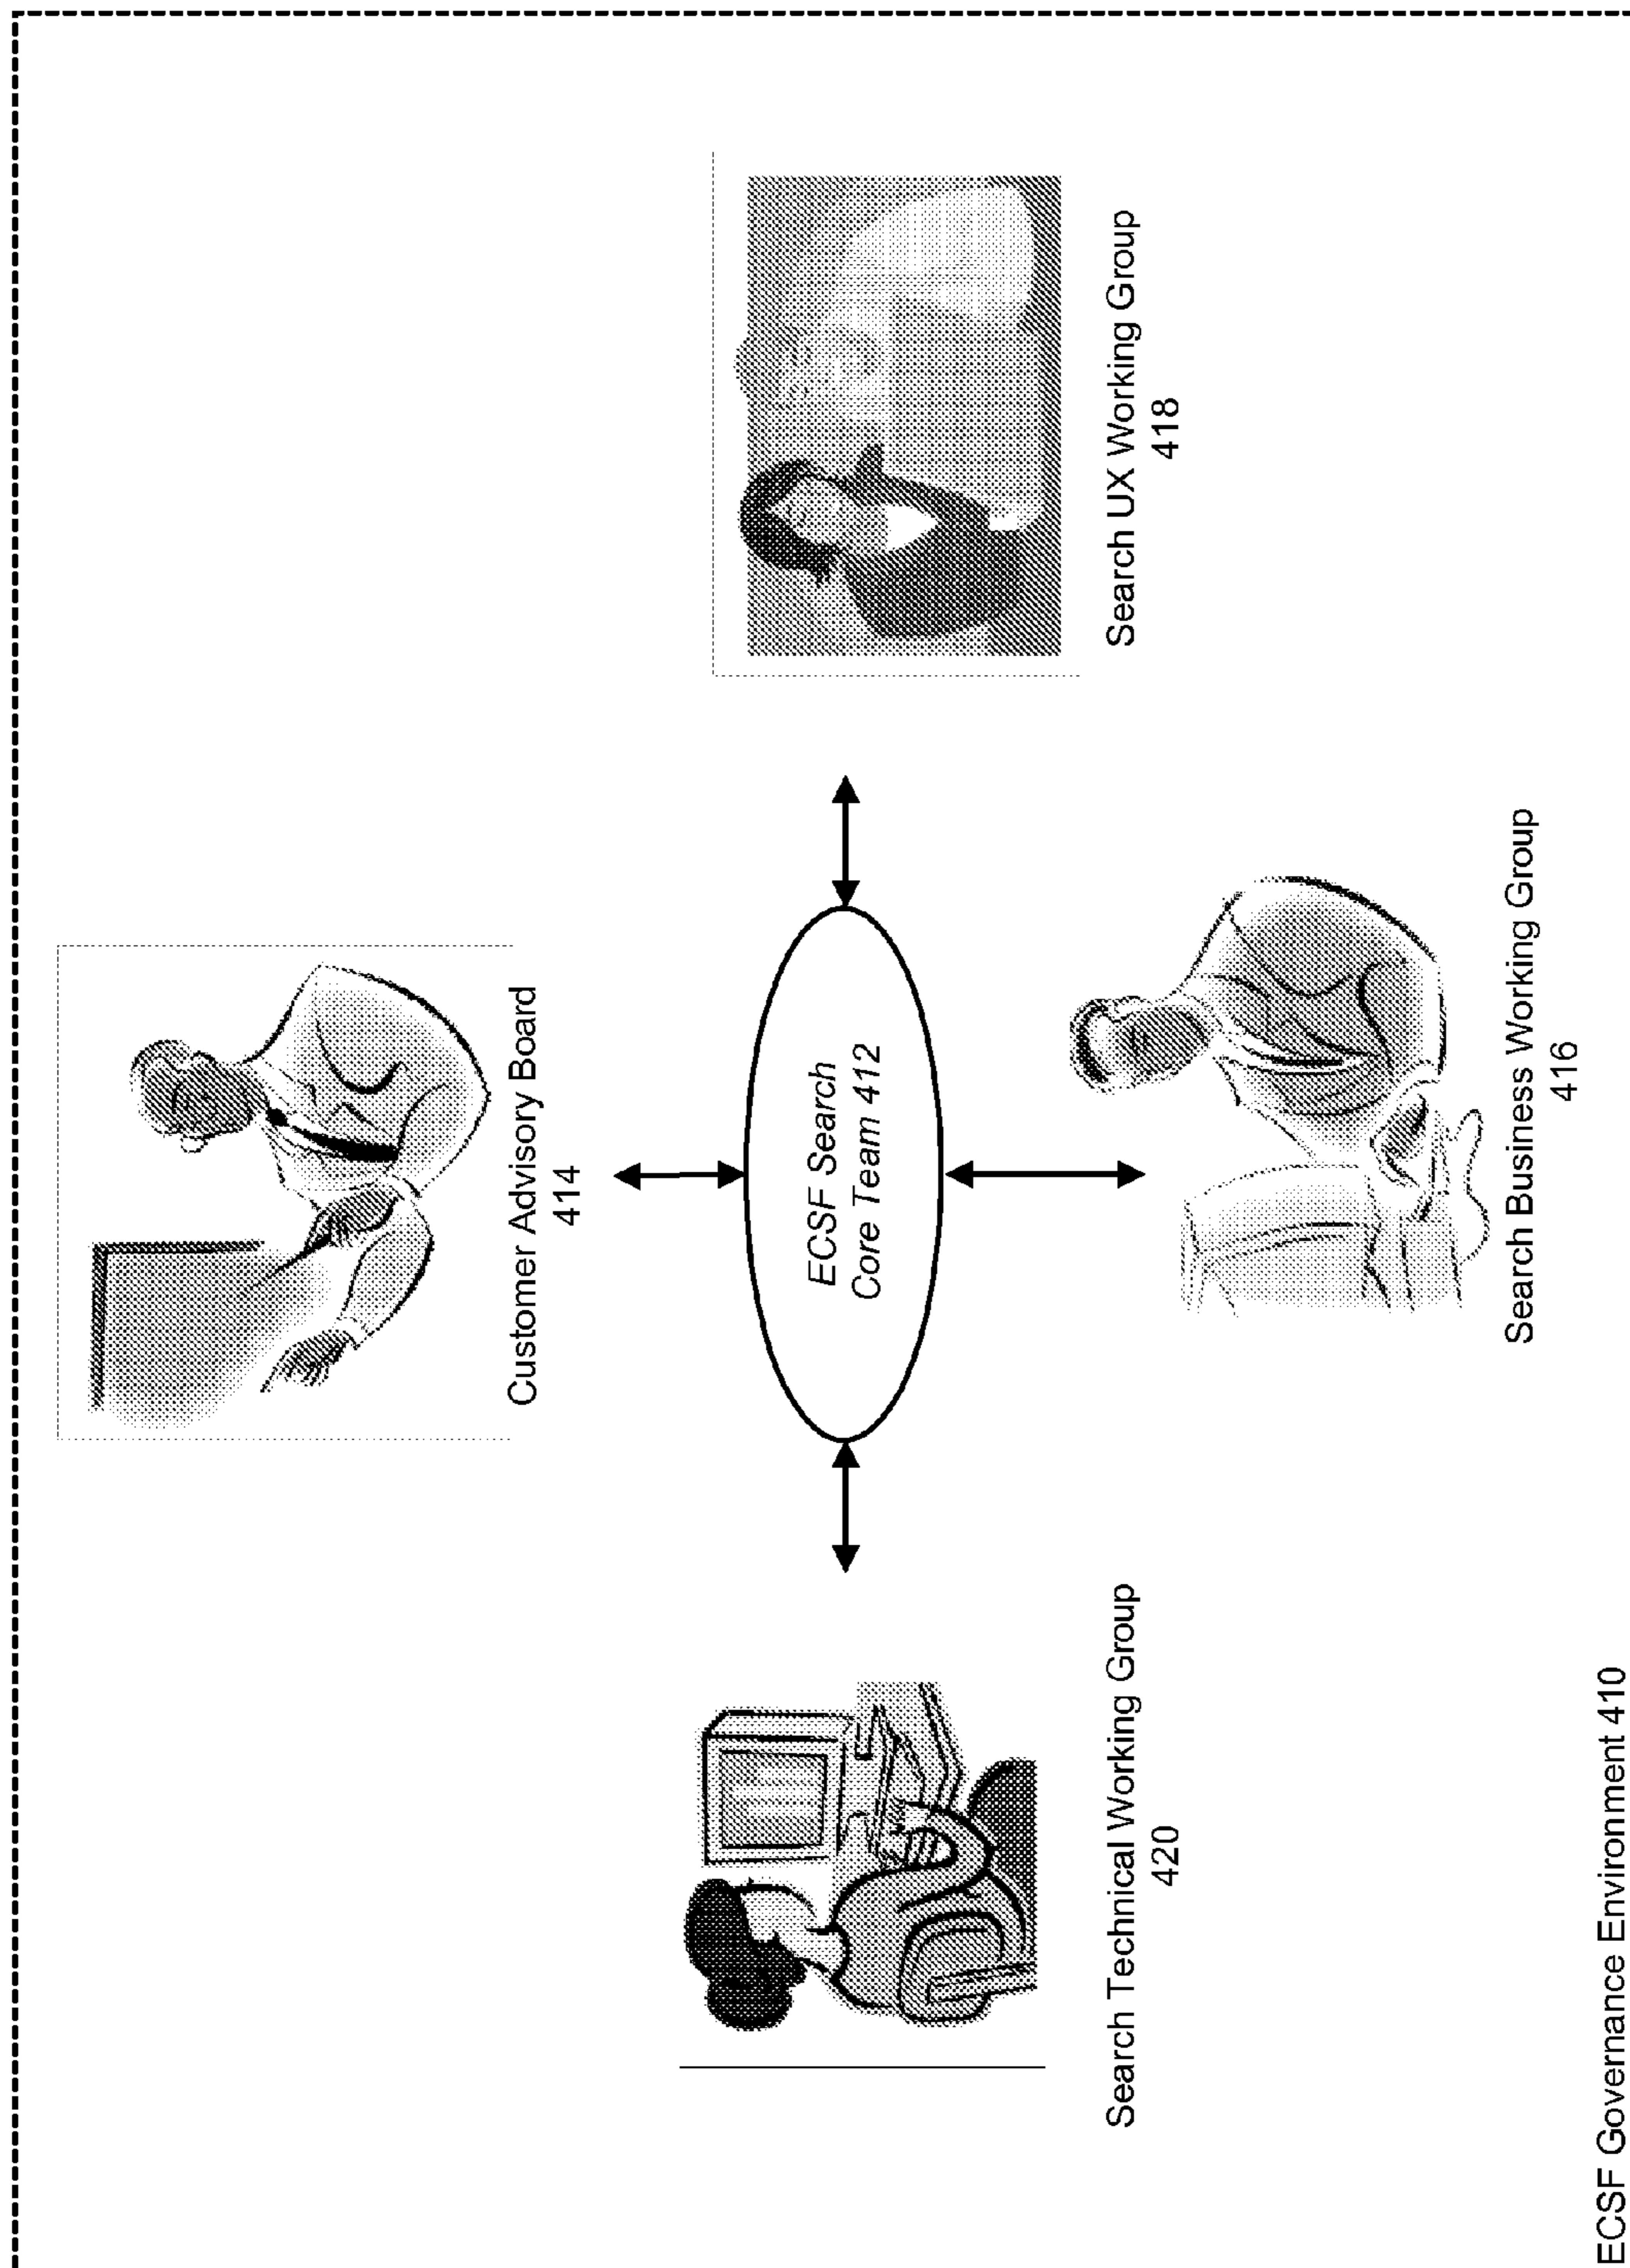 Customer Advisory Board
414
Search Technical Working Group
420
ECSF Search
Core Team 412
Search UX Working Group
418
Search Business Working Group
416
ECSF Governance Environment 410